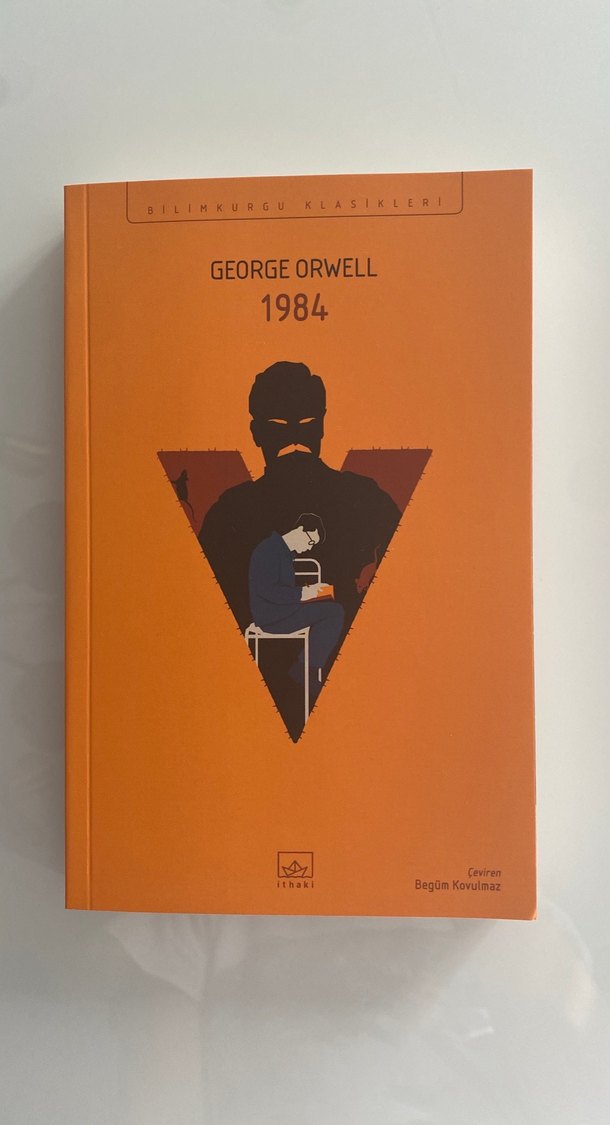 BİLİMKURGU KLASİKLERİ
GEORGE ORWELL
1984
ithaki
Çeviren
Begüm Kovulmaz